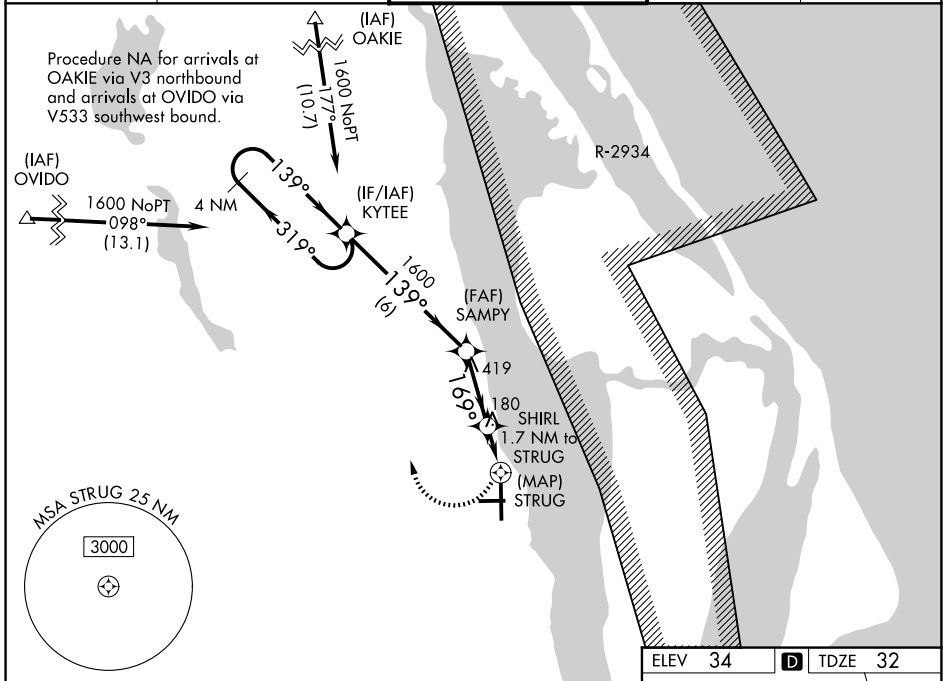 (IAF)
OAKIE
Procedure NA for arrivals at
OAKIE via V3 northbound
and arrivals at OVIDO via
V533 southwest bound.
1600 NoPT
177°
(10.7)
R-2934
(IAF)
OVIDO
1600 NoPT
098°
(13.1)
4 NM
139°
319°
(IF/IAF)
KYTEE
1600
139°
(6)
(FAF)
SAMPY
419
169°
180
SHIRL
1.7 NM to
STRUG
(MAP)
STRUG
MSA STRUG 25 NM
3000
ELEV 34 D TDZE 32